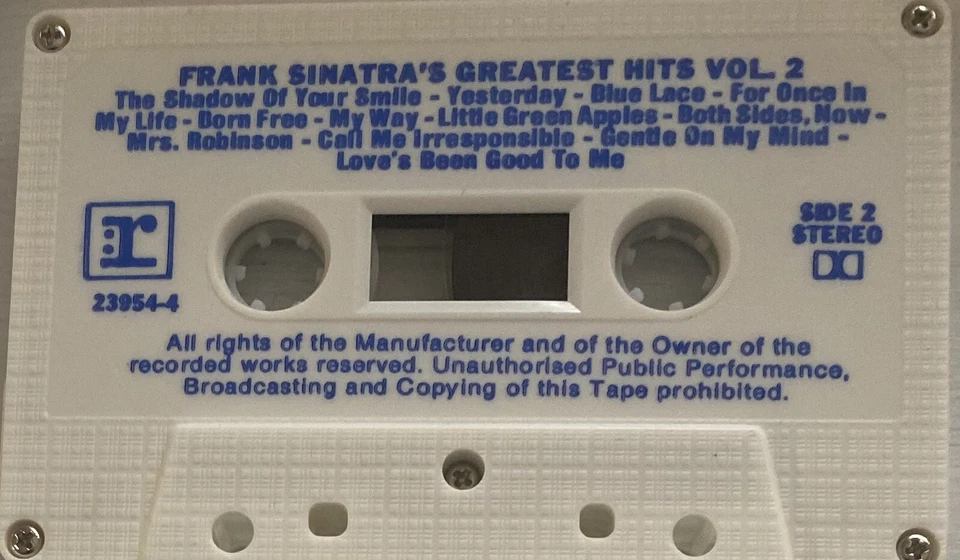 FRANK SINATRA'S GREATEST HITS VOL. 2
The Shadow Of Your Smile - Yesterday - Blue Lace - For Once In
My Life - Born Free - My Way - Little Green Apples - Both Sides, Now -
Mrs. Robinson - Call Me Irresponsible - Gentle On My Mind -
Love's Been Good To Me
r
23954-4
SIDE 2
STEREO
All rights of the Manufacturer and of the Owner of the
recorded works reserved. Unauthorised Public Performance,
Broadcasting and Copying of this Tape prohibited.